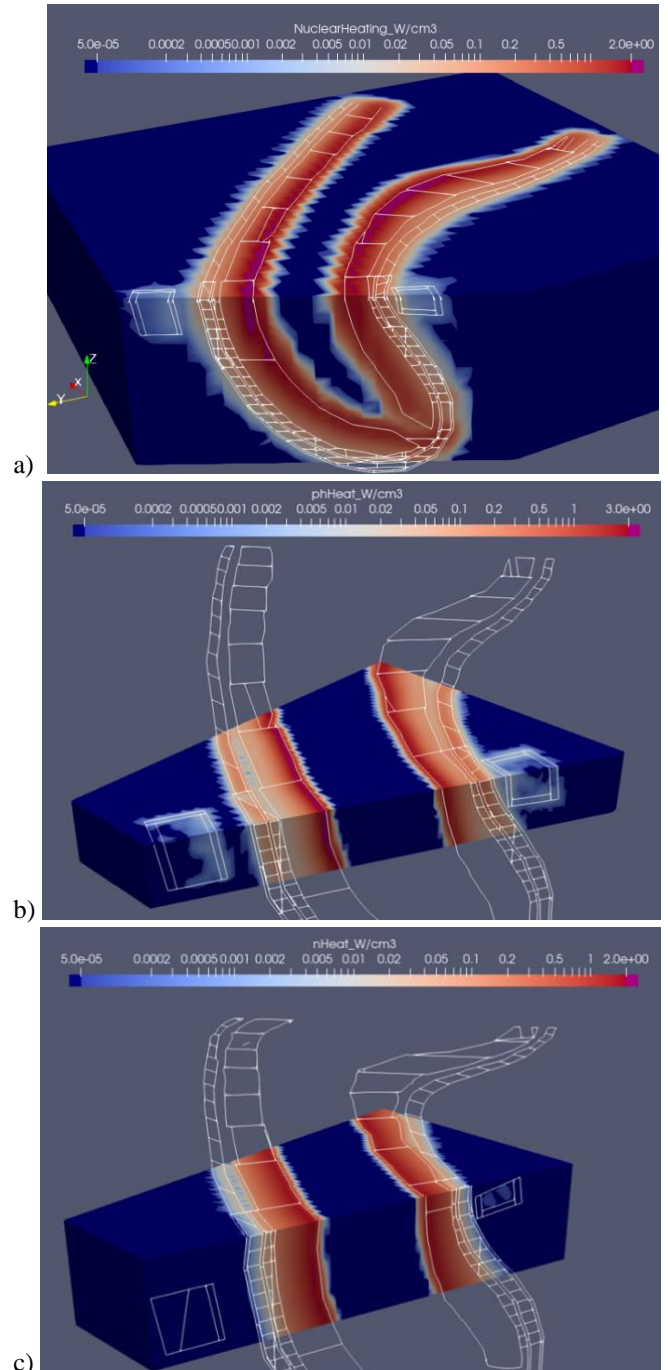 NuclearHeating_W/cm3
5.0e-05 0.0002 0.0005 0.001 0.002 0.005 0.01 0.02 0.05 0.1 0.2 0.5 2.0e+00
Z
X
Y
a)
phHeat_W/cm3
5.0e-05 0.0002 0.0005 0.001 0.002 0.005 0.01 0.02 0.05 0.1 0.2 0.5 1 3.0e+00
b)
nHeat_W/cm3
5.0e-05 0.0002 0.0005 0.001 0.002 0.005 0.01 0.02 0.05 0.1 0.2 0.5 1 2.0e+00
c)